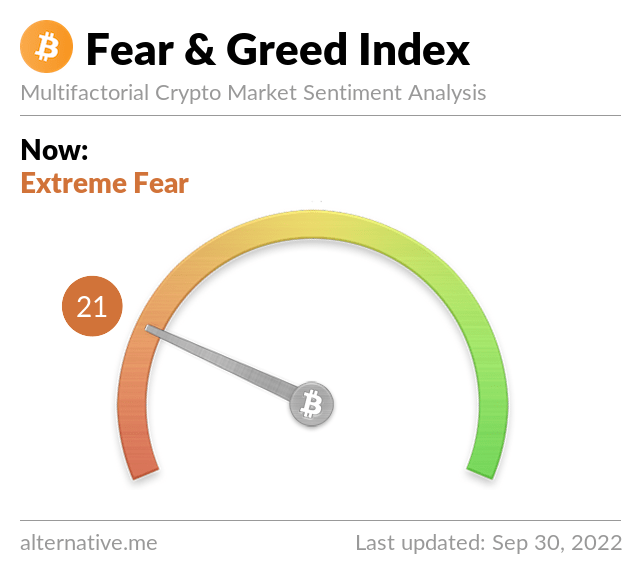 Fear & Greed Index
Multifactorial Crypto Market Sentiment Analysis
Now:
Extreme Fear
21
alternative.me
Last updated: Sep 30, 2022